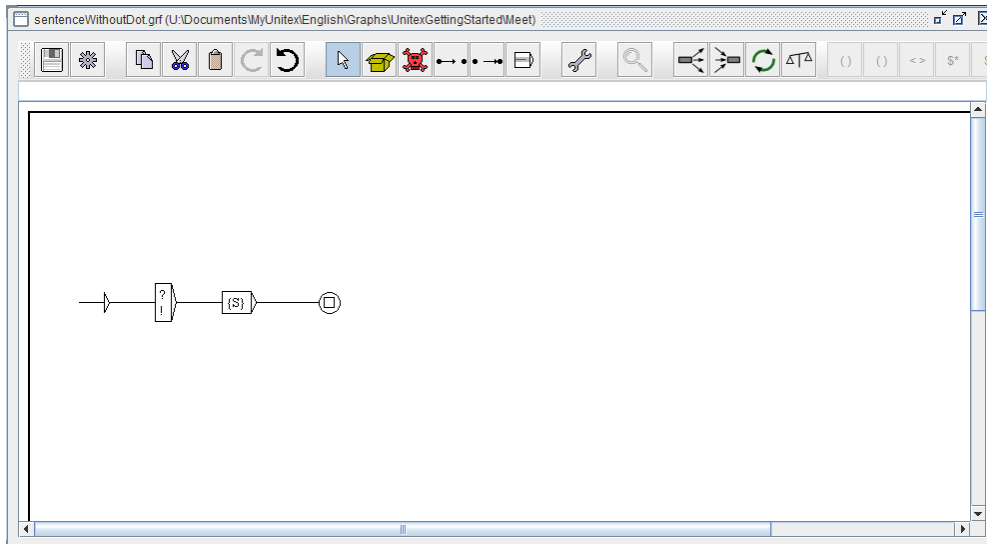 sentenceWithoutDot.grf (U:\Documents\MyUnitex\English\Graphs\UnitexGettingStarted\Meet)
( ) ( ) < > $*
?
!
{S}